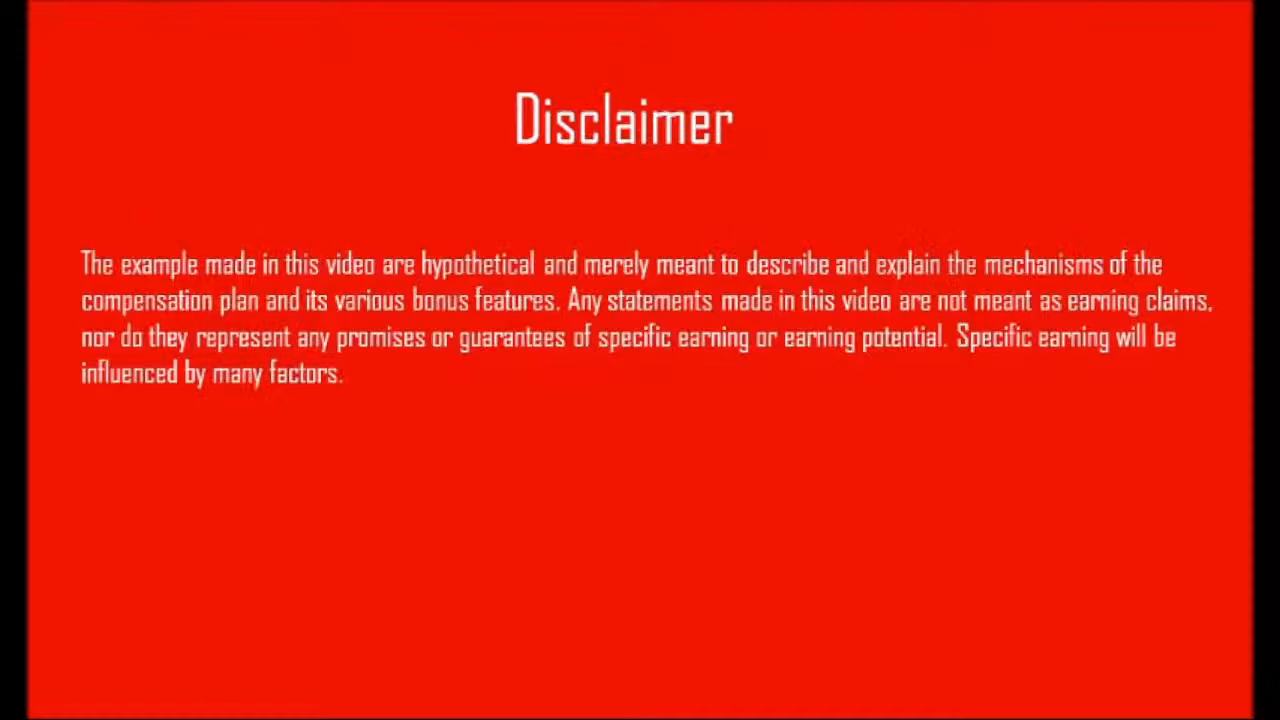 Disclaimer
The example made in this video are hypothetical and merely meant to describe and explain the mechanisms of the
compensation plan and its various bonus features. Any statements made in this video are not meant as earning claims,
nor do they represent any promises or guarantees of specific earning or earning potential. Specific earning will be
influenced by many factors.